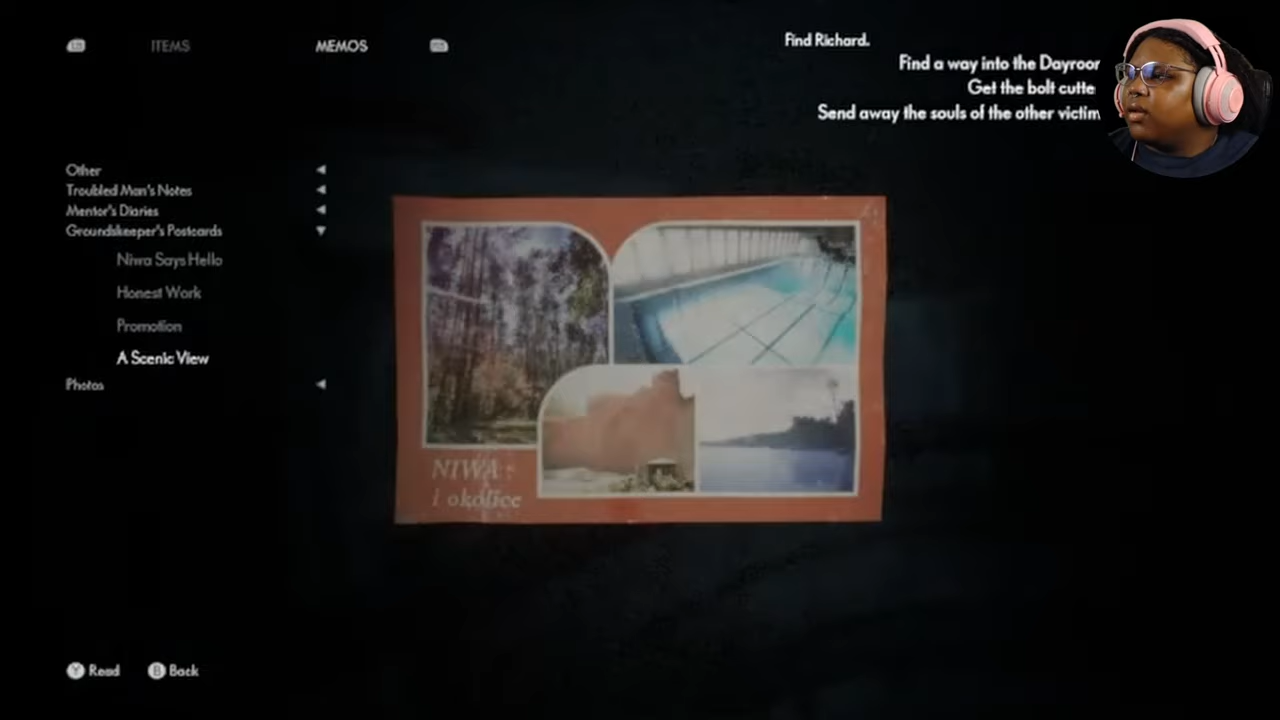 ITEMS
MEMOS
Find Richard.
Find a way into the Dayroor
Get the bolt cutte
Send away the souls of the other victim
Other
Troubled Man's Notes
Mentor's Diaries
Groundskeeper's Postcards
Niwa Says Hello
Honest Work
Promotion
A Scenic View
Photos
NIWA
i okolice
Y Read
B Back